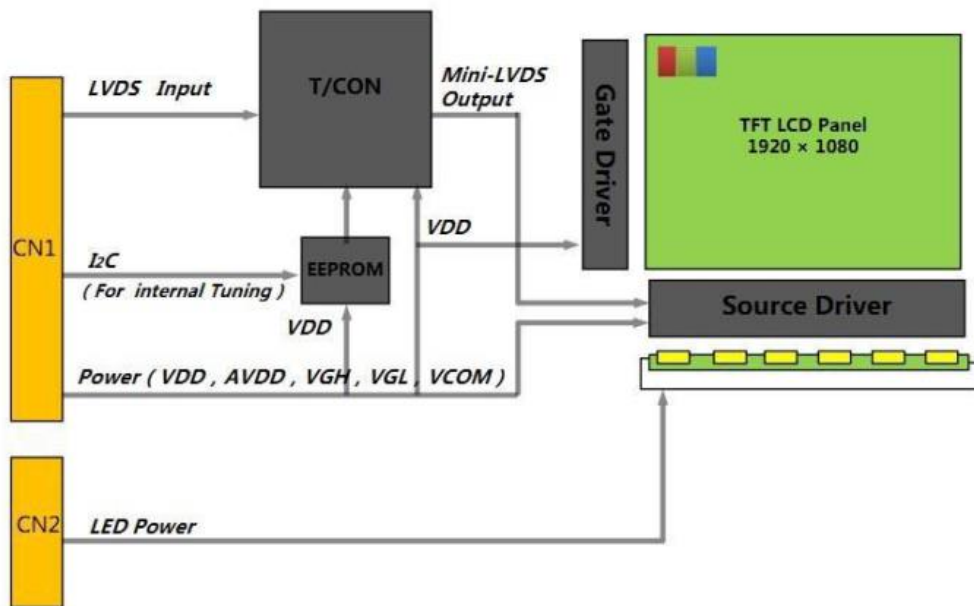 T/CON
LVDS Input
Mini-LVDS
Output
Gate Driver
TFT LCD Panel
1920 × 1080
CN1
VDD
I2C
( For internal Tuning )
EEPROM
VDD
Source Driver
Power ( VDD , AVDD , VGH , VGL , VCOM )
CN2
LED Power